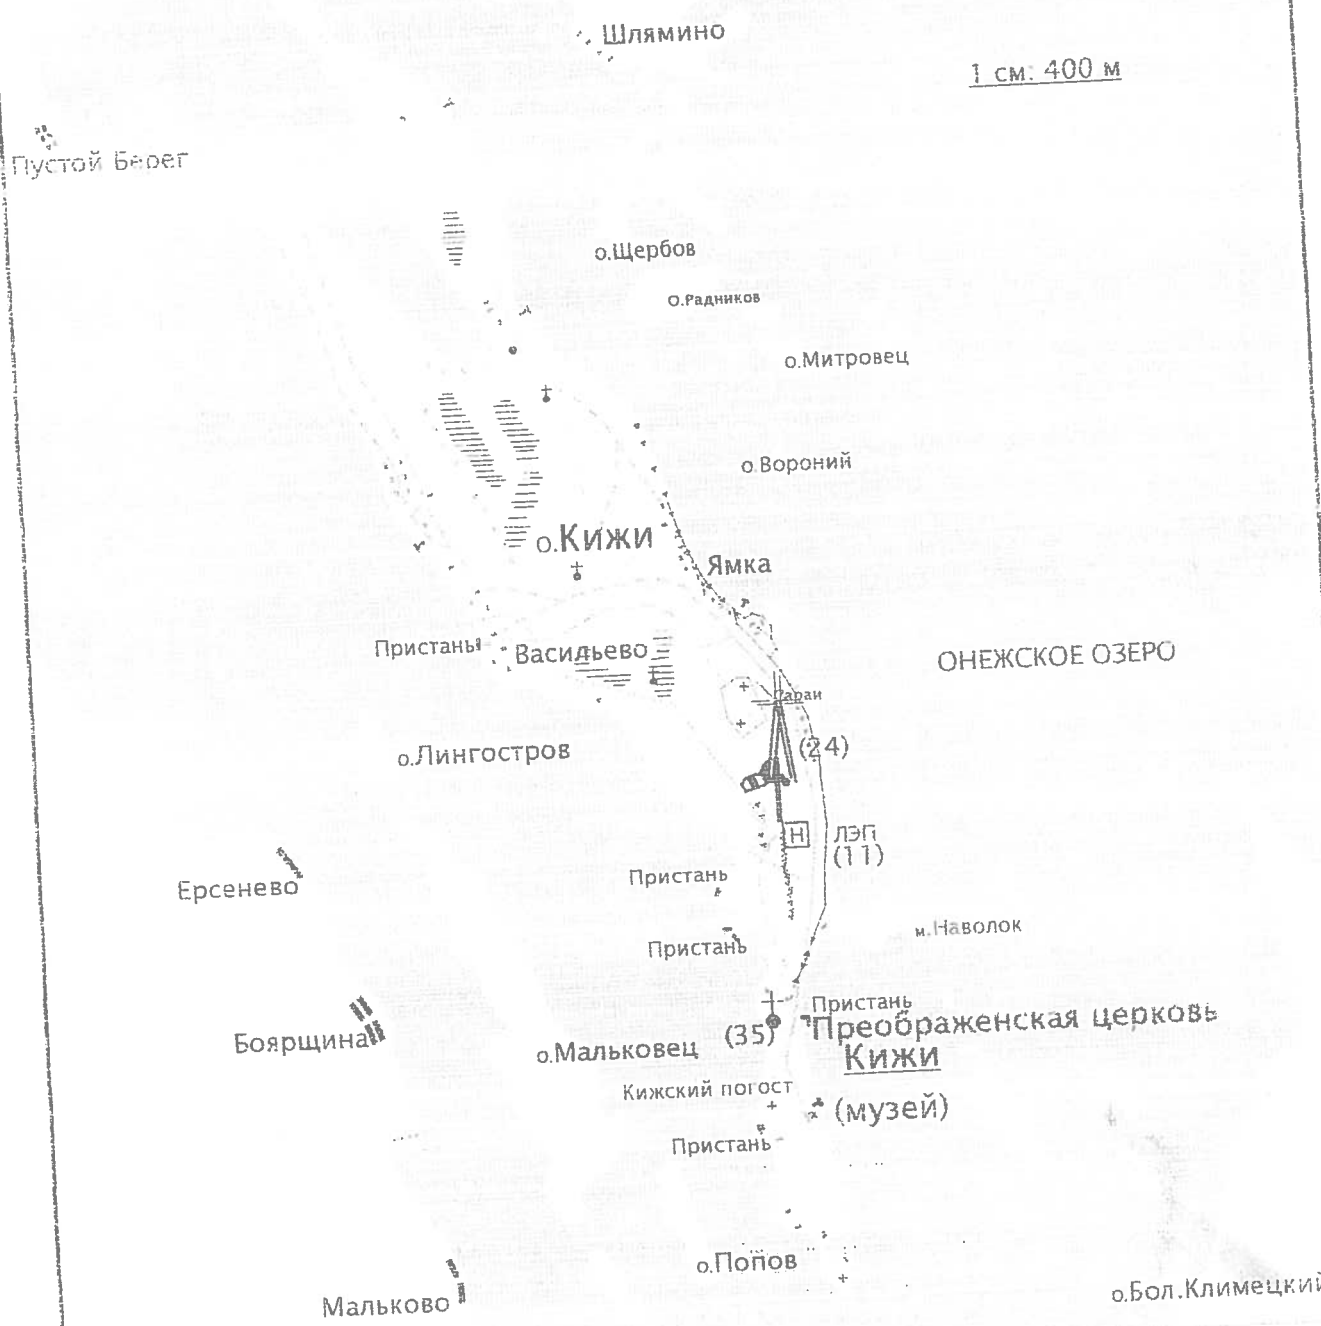 Шлямино
1 см: 400 м
Пустой Берег
о.Щербов
О.Радников
о.Митровец
о.Вороний
о.Кижи
Ямка
Пристань
Васильево
ОНЕЖСКОЕ ОЗЕРО
Сараи
о.Лингостров
(24)
Н
ЛЭП
(11)
Пристань
Ерсенево
м.Наволок
Пристань
Пристань
Преображенская церковь
(35)
Боярщина
о.Мальковец
Кижи
Кижский погост
(музей)
Пристань
о.Попов
о.Бол.Климецкий
Мальково